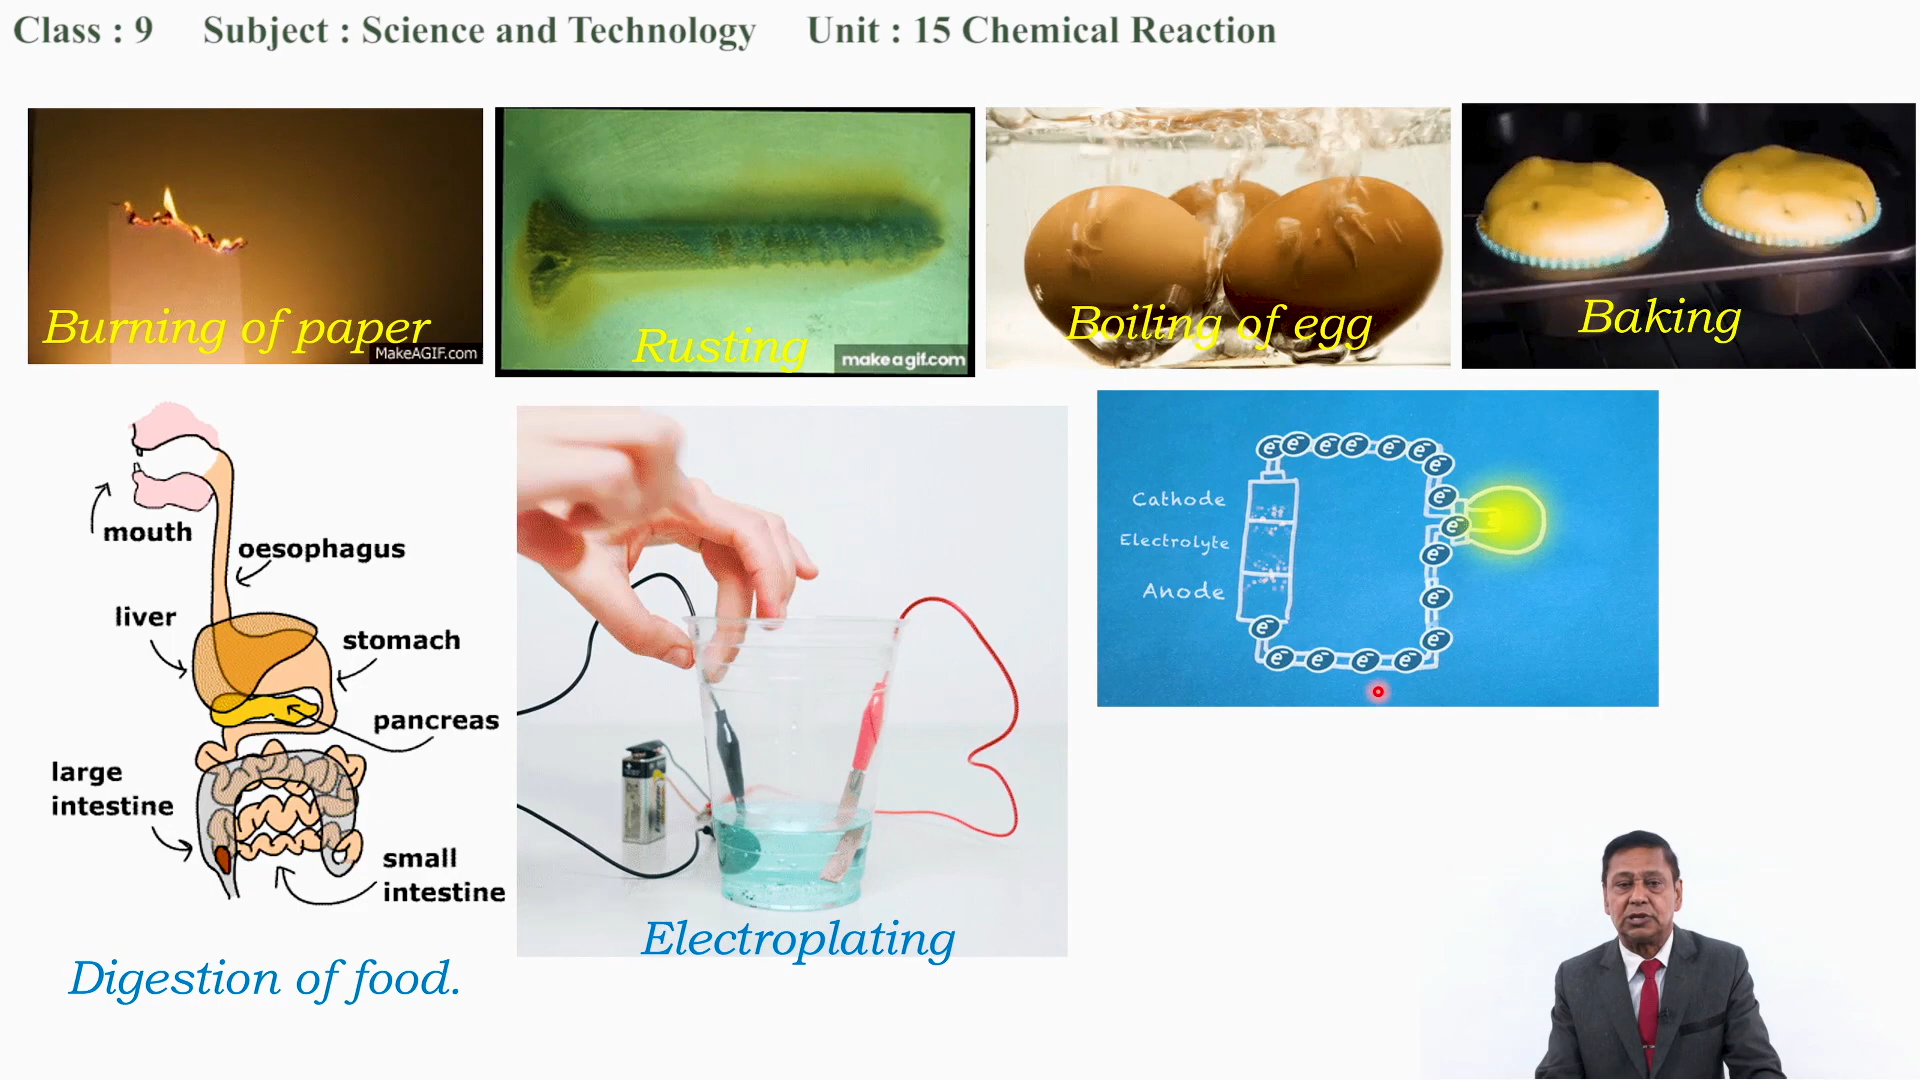 Class : 9 Subject : Science and Technology Unit : 15 Chemical Reaction
Burning of paper
MakeAGIF.com
Rusting
makeagif.com
Boiling of egg
Baking
mouth
oesophagus
liver
stomach
pancreas
large
intestine
small
intestine
Digestion of food.
Electroplating
Cathode
Electrolyte
Anode
e⁻ e⁻ e⁻ e⁻ e⁻ e⁻
e⁻
e⁻
e⁻
e⁻
e⁻
e⁻
e⁻
e⁻ e⁻ e⁻ e⁻